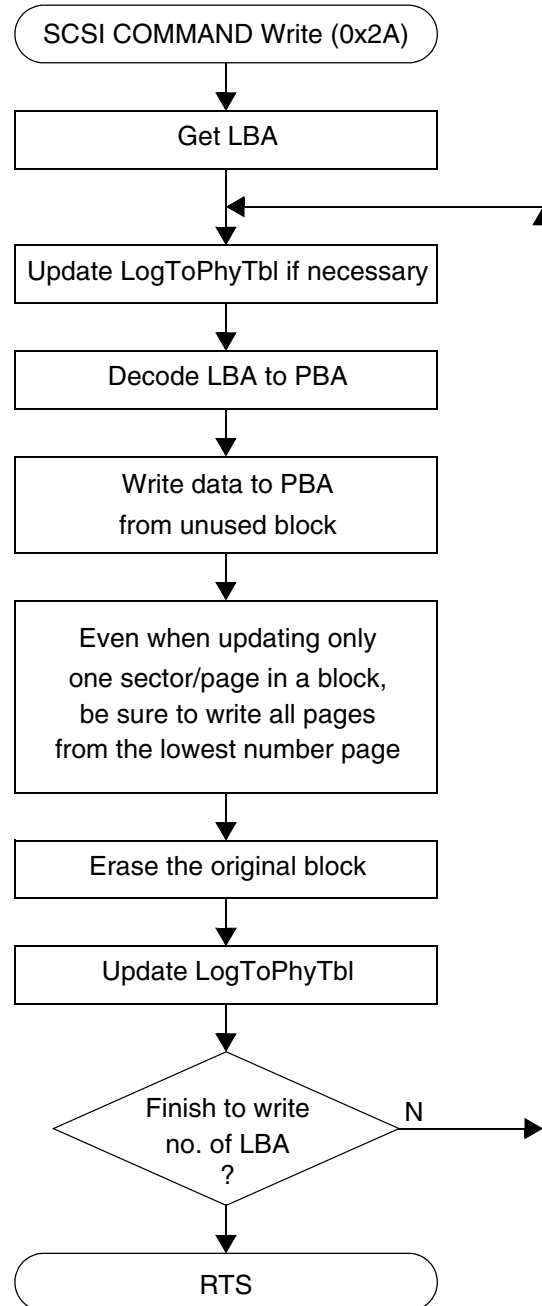 SCSI COMMAND Write (0x2A)
Get LBA
Update LogToPhyTbl if necessary
Decode LBA to PBA
Write data to PBA
from unused block
Even when updating only
one sector/page in a block,
be sure to write all pages
from the lowest number page
Erase the original block
Update LogToPhyTbl
Finish to write
no. of LBA
?
N
RTS